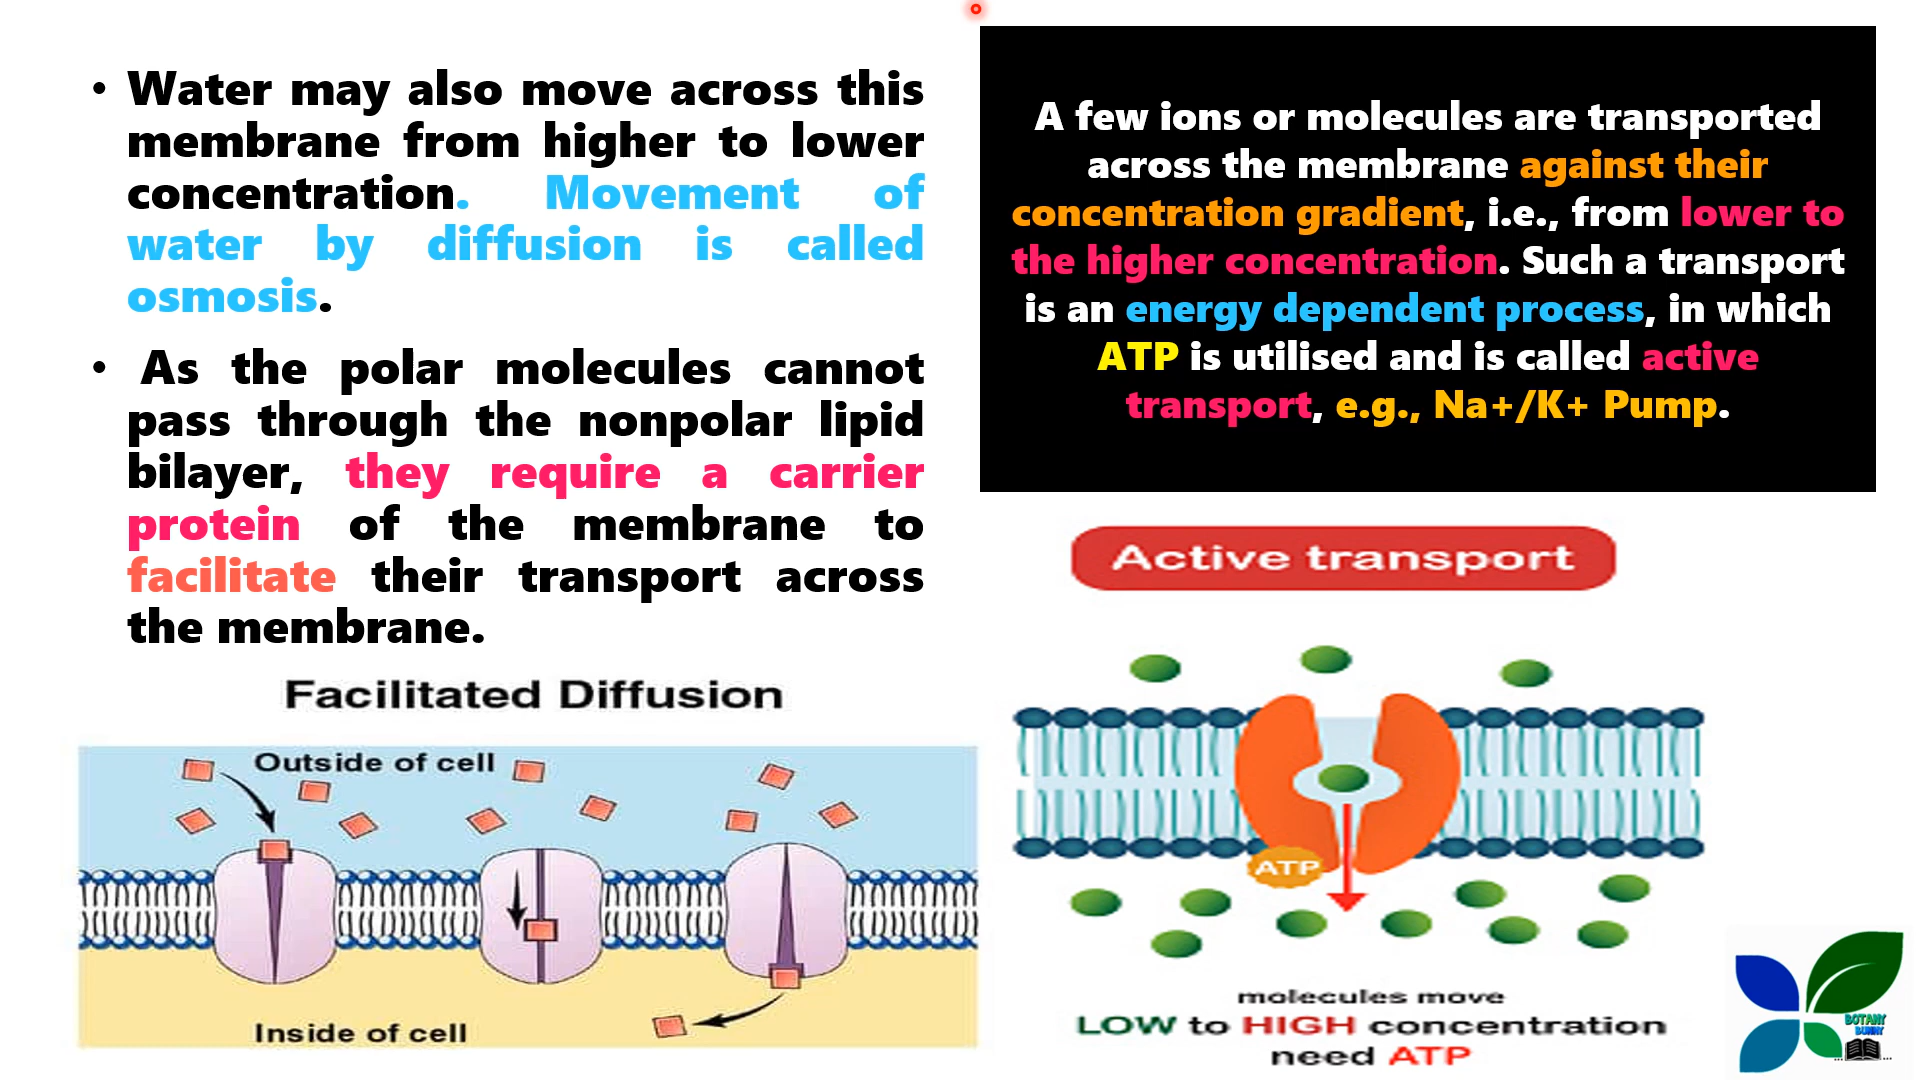 • Water may also move across this
membrane from higher to lower
concentration. Movement of
water by diffusion is called
osmosis.
• As the polar molecules cannot
pass through the nonpolar lipid
bilayer, they require a carrier
protein of the membrane to
facilitate their transport across
the membrane.
Facilitated Diffusion
Outside of cell
Inside of cell
A few ions or molecules are transported
across the membrane against their
concentration gradient, i.e., from lower to
the higher concentration. Such a transport
is an energy dependent process, in which
ATP is utilised and is called active
transport, e.g., Na+/K+ Pump.
Active transport
ATP
molecules move
LOW to HIGH concentration
need ATP
BOTANY
BUNNY